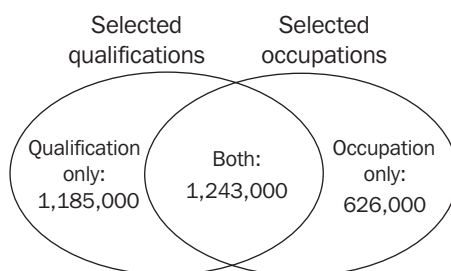 Selected
qualifications
Selected
occupations
Qualification
only:
1,185,000
Both:
1,243,000
Occupation
only:
626,000